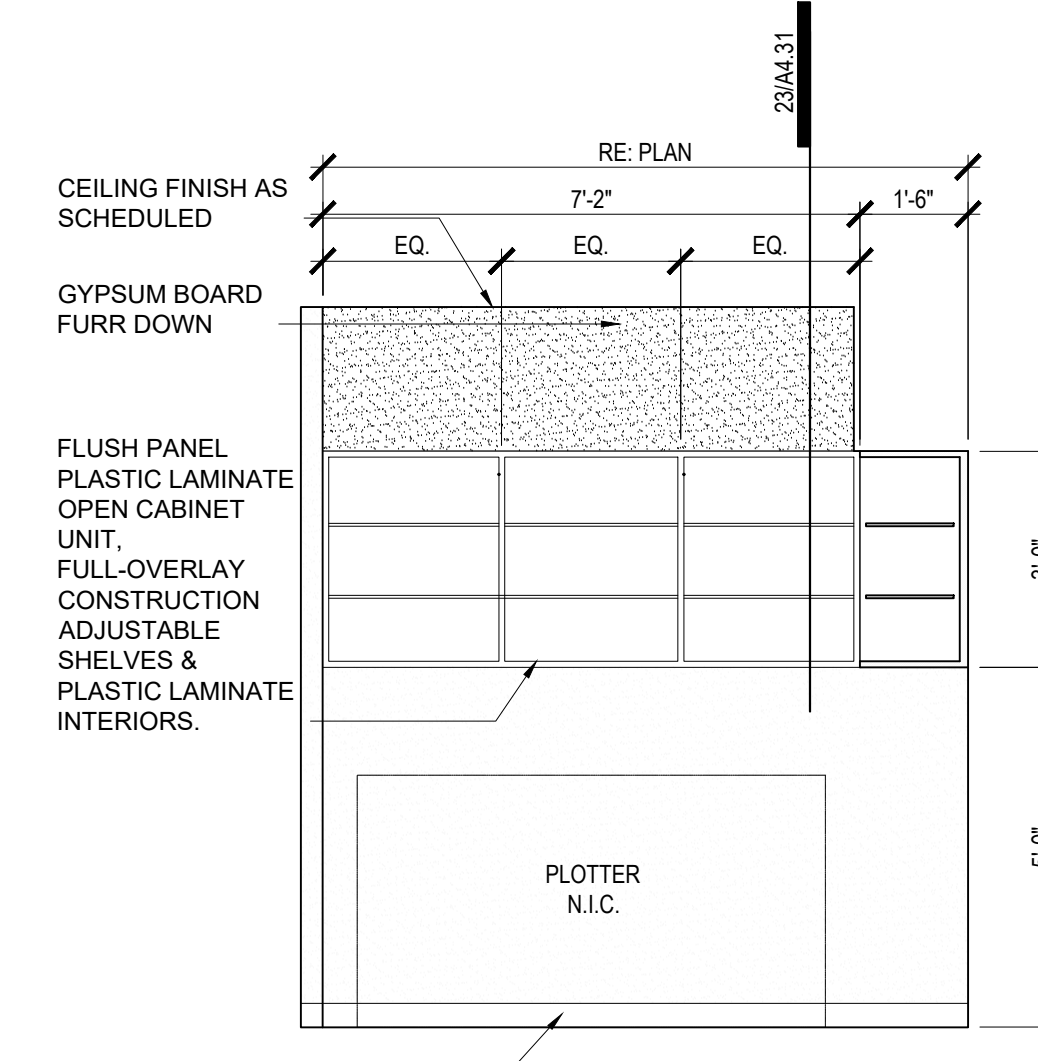 23/A4.31
RE: PLAN
7'-2"
1'-6"
EQ.
EQ.
EQ.
CEILING FINISH AS
SCHEDULED
GYPSUM BOARD
FURR DOWN
FLUSH PANEL
PLASTIC LAMINATE
OPEN CABINET
UNIT,
FULL-OVERLAY
CONSTRUCTION
ADJUSTABLE
SHELVES &
PLASTIC LAMINATE
INTERIORS.
PLOTTER
N.I.C.